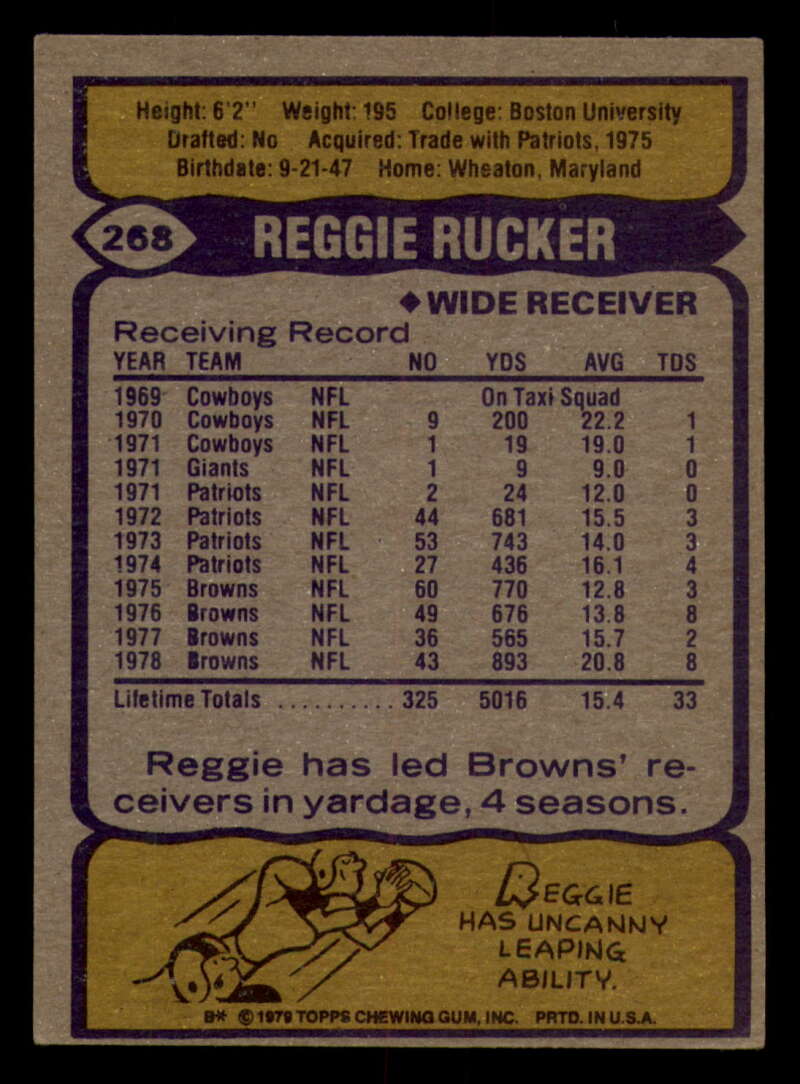 Height: 6'2" Weight: 195 College: Boston University
Drafted: No Acquired: Trade with Patriots, 1975
Birthdate: 9-21-47 Home: Wheaton, Maryland
268 REGGIE RUCKER
◆ WIDE RECEIVER
Receiving Record
YEAR TEAM NO YDS AVG TDS
1969 Cowboys NFL On Taxi Squad
1970 Cowboys NFL 9 200 22.2 1
1971 Cowboys NFL 1 19 19.0 1
1971 Giants NFL 1 9 9.0 0
1971 Patriots NFL 2 24 12.0 0
1972 Patriots NFL 44 681 15.5 3
1973 Patriots NFL 53 743 14.0 3
1974 Patriots NFL 27 436 16.1 4
1975 Browns NFL 60 770 12.8 3
1976 Browns NFL 49 676 13.8 8
1977 Browns NFL 36 565 15.7 2
1978 Browns NFL 43 893 20.8 8
Lifetime Totals .......... 325 5016 15.4 33
Reggie has led Browns' re-
ceivers in yardage, 4 seasons.
REGGIE
HAS UNCANNY
LEAPING
ABILITY.
B* © 1979 TOPPS CHEWING GUM, INC. PRTD. IN U.S.A.